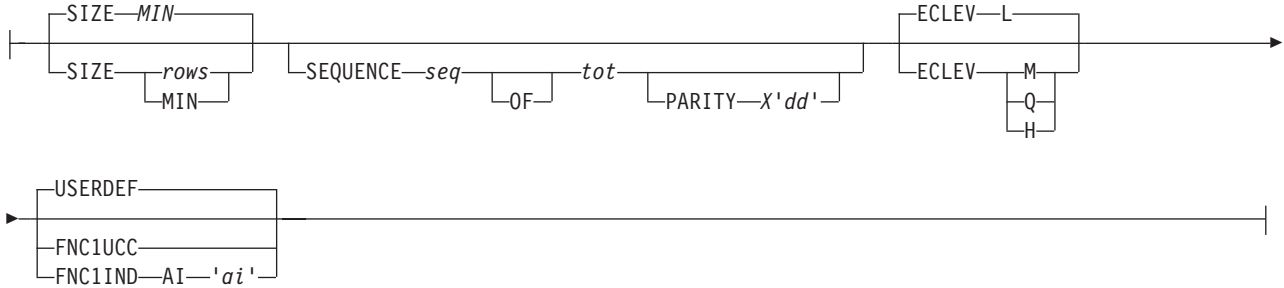 SIZE MIN ECLEV L
SIZE rows SEQUENCE seq tot ECLEV M
MIN OF PARITY X'dd' Q
H
USERDEF
FNC1UCC
FNC1IND AI 'ai'